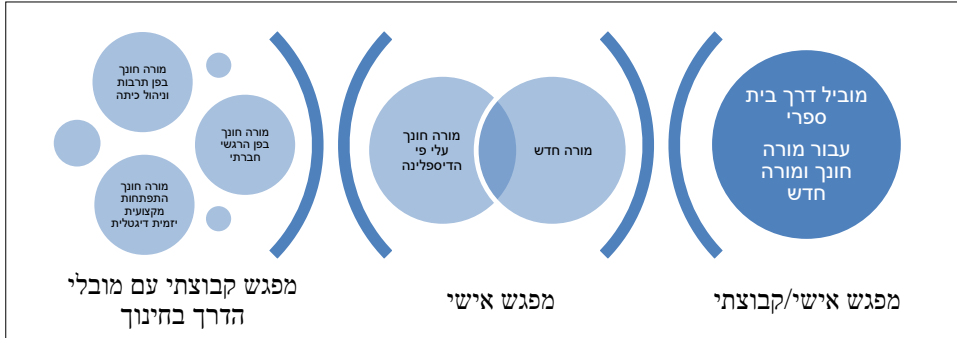 מוביל דרך בית
ספרי
עבור מורה
חונך ומורה
חדש
מפגש אישי/קבוצתי
מורה חדש
מורה חונך
עלי פי
הדיספלינה
מפגש אישי
מורה חונך
בפן תרבות
וניהול כיתה
מורה חונך
בפן הרגשי
חברתי
מורה חונך
התפתחות
מקצועית
יזמית דיגטלית
מפגש קבוצתי עם מובלי
הדרך בחינוך